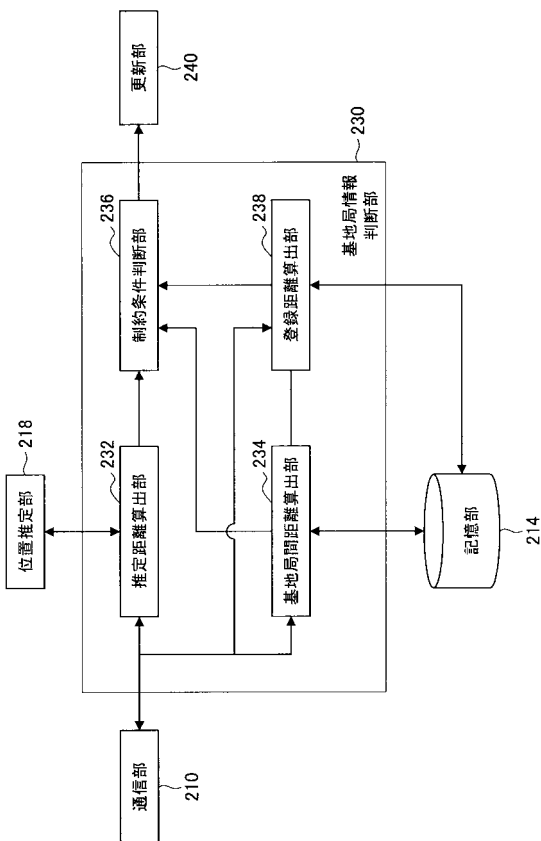 通信部
210
位置推定部
218
推定距離算出部
232
基地局間距離算出部
234
記憶部
214
制約条件判断部
236
登録距離算出部
238
基地局情報
判断部
230
更新部
240